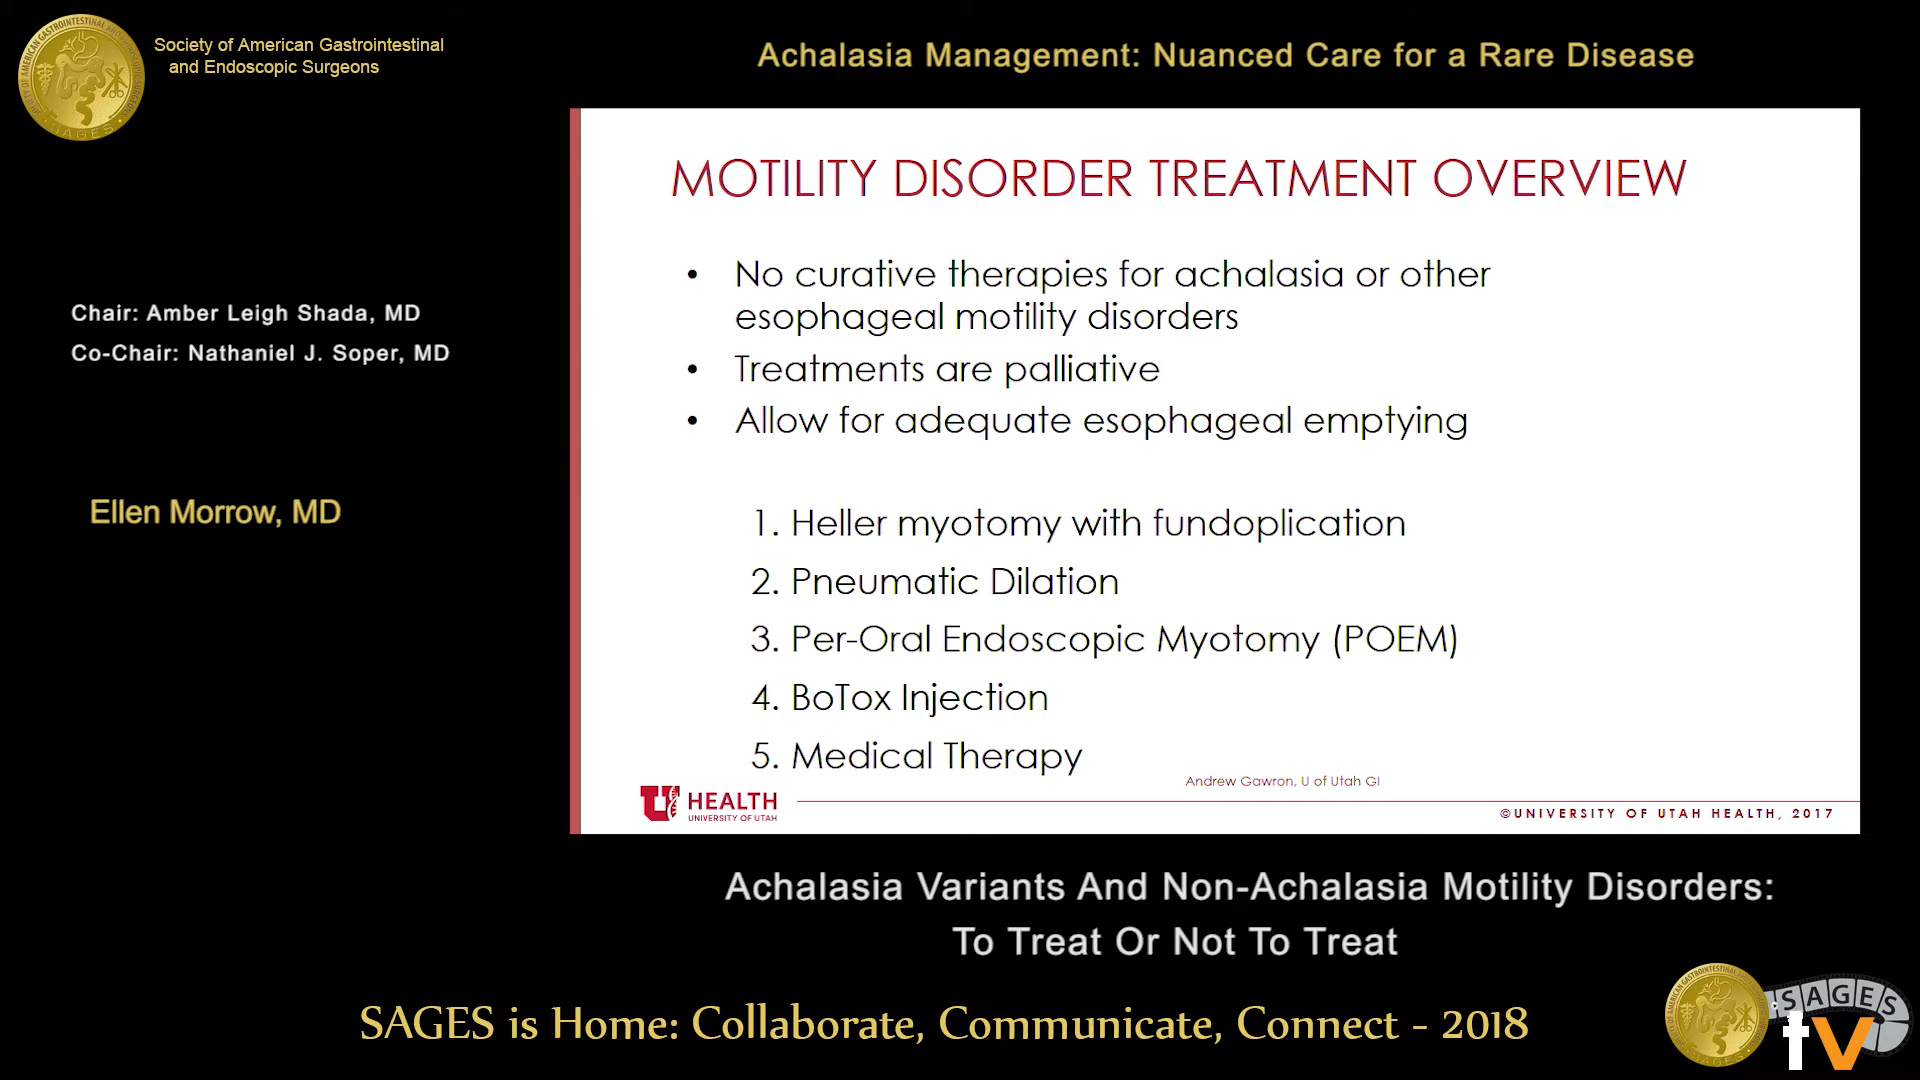 Society of American Gastrointestinal
and Endoscopic Surgeons
Achalasia Management: Nuanced Care for a Rare Disease
Chair: Amber Leigh Shada, MD
Co-Chair: Nathaniel J. Soper, MD
Ellen Morrow, MD
MOTILITY DISORDER TREATMENT OVERVIEW
• No curative therapies for achalasia or other
esophageal motility disorders
• Treatments are palliative
• Allow for adequate esophageal emptying
1. Heller myotomy with fundoplication
2. Pneumatic Dilation
3. Per-Oral Endoscopic Myotomy (POEM)
4. BoTox Injection
5. Medical Therapy
Andrew Gawron, U of Utah GI
U HEALTH
UNIVERSITY OF UTAH
©UNIVERSITY OF UTAH HEALTH, 2017
Achalasia Variants And Non-Achalasia Motility Disorders:
To Treat Or Not To Treat
SAGES is Home: Collaborate, Communicate, Connect - 2018
SAGES
tv